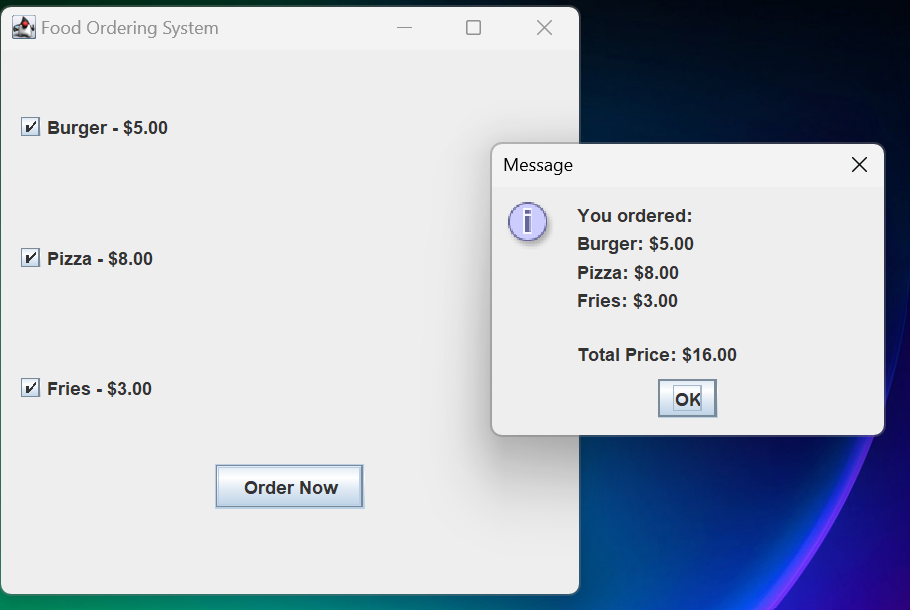 Food Ordering System
Burger - $5.00
Pizza - $8.00
Fries - $3.00
Order Now
Message
You ordered:
Burger: $5.00
Pizza: $8.00
Fries: $3.00
Total Price: $16.00
OK